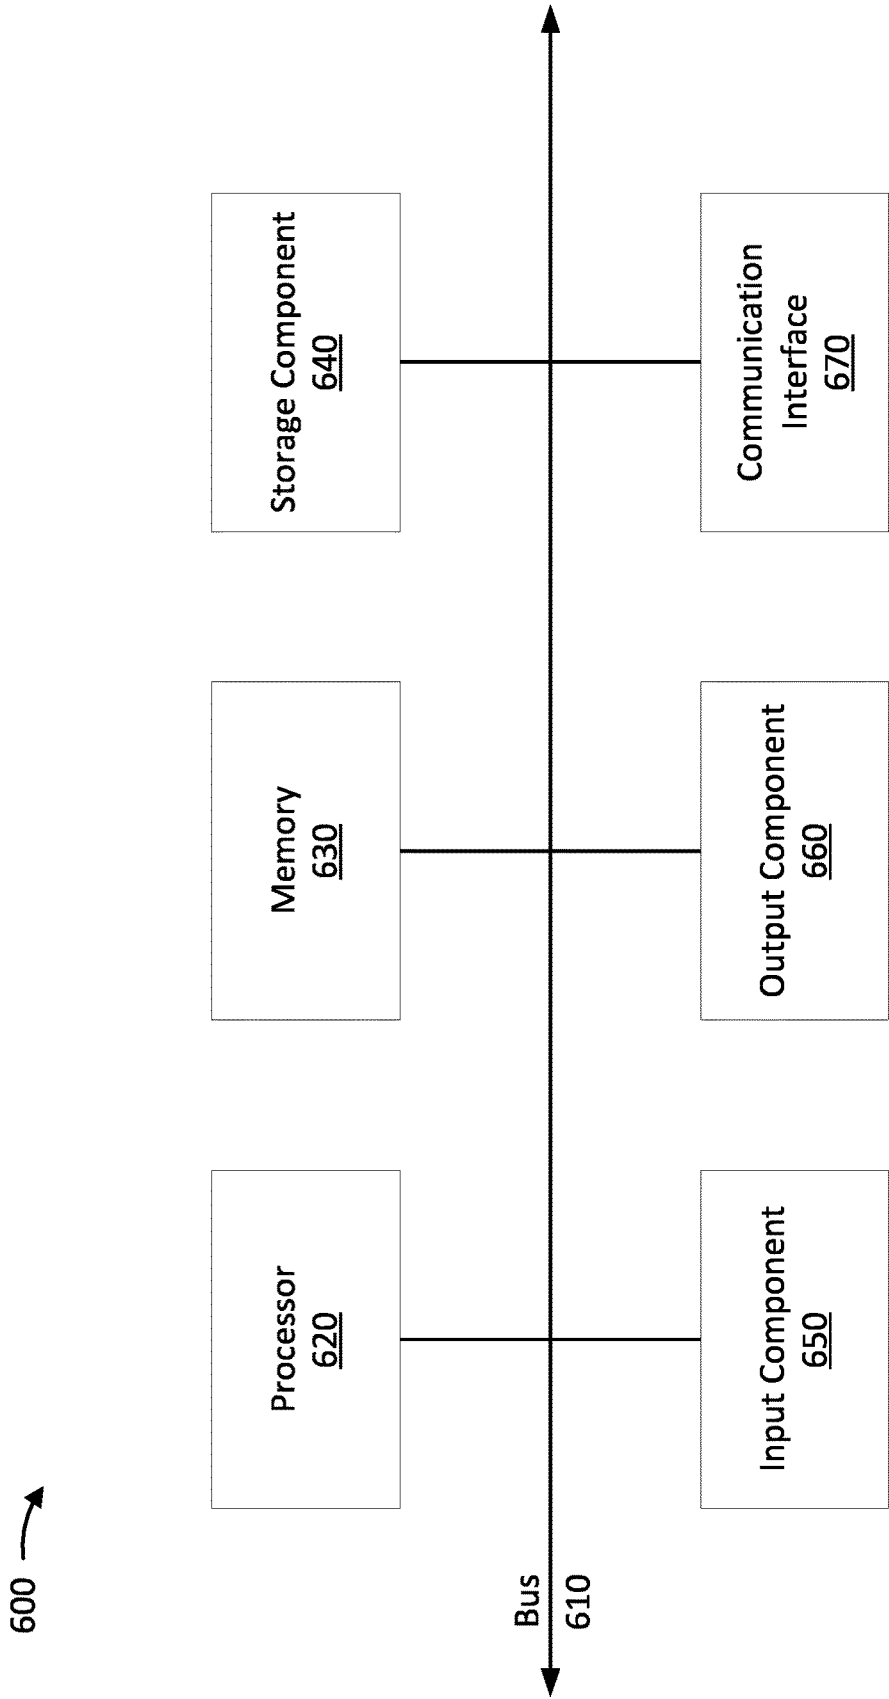 600
Processor
620
Memory
630
Storage Component
640
Bus
610
Input Component
650
Output Component
660
Communication
Interface
670